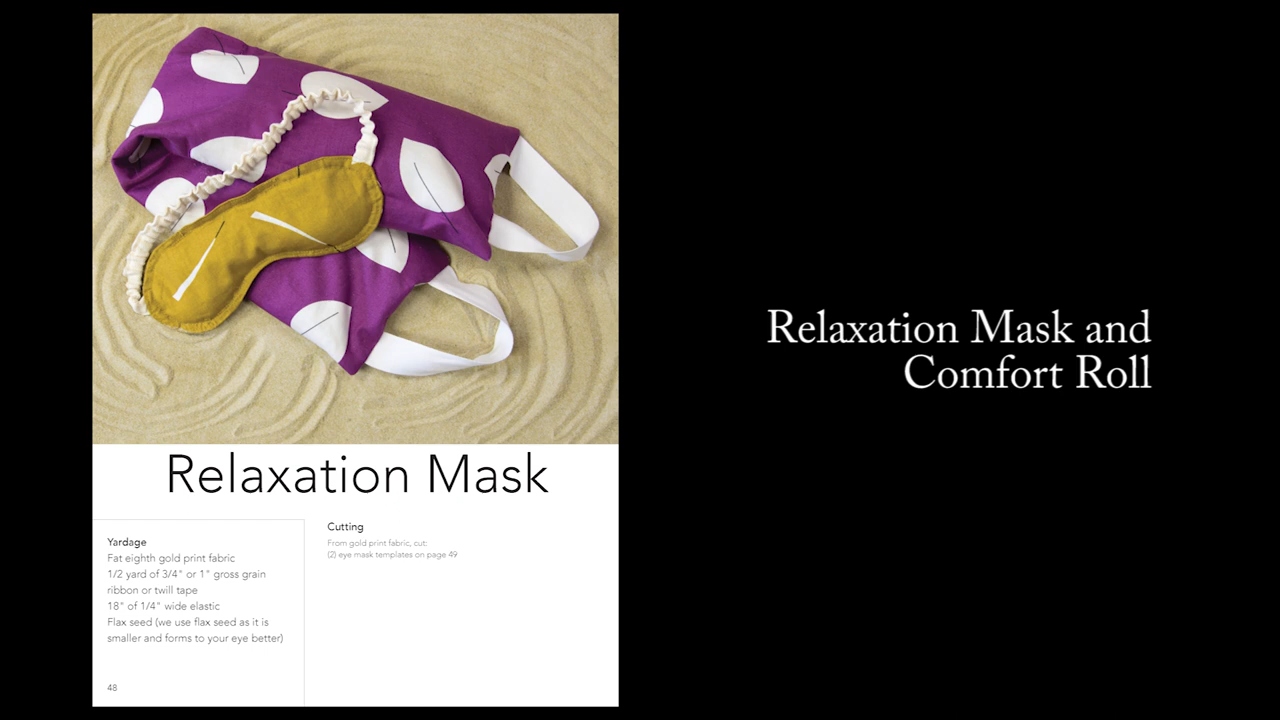 Relaxation Mask
Yardage
Fat eighth gold print fabric
1/2 yard of 3/4" or 1" gross grain
ribbon or twill tape
18" of 1/4" wide elastic
Flax seed (we use flax seed as it is
smaller and forms to your eye better)
48
Cutting
From gold print fabric, cut:
(2) eye mask templates on page 49
Relaxation Mask and
Comfort Roll